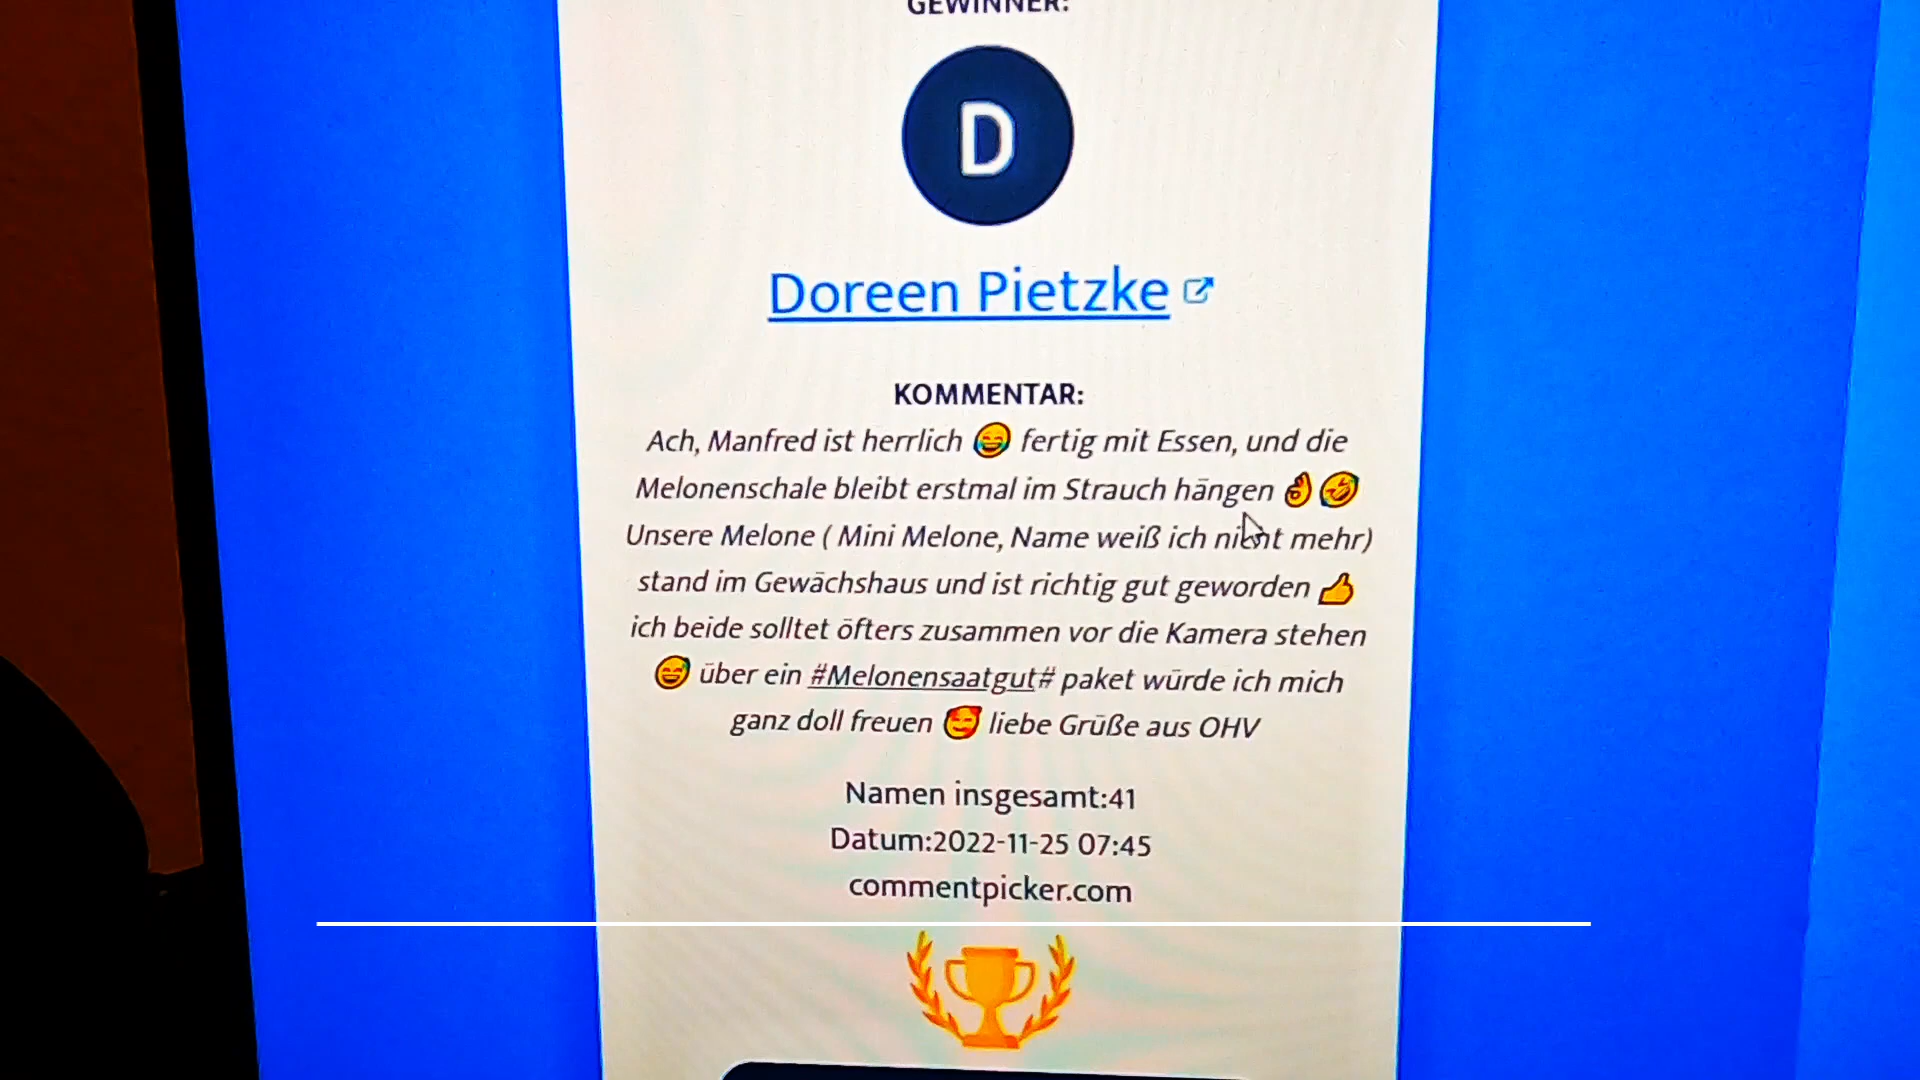 GEWINNER:
D
Doreen Pietzke
KOMMENTAR:
Ach, Manfred ist herrlich 😂 fertig mit Essen, und die
Melonenschale bleibt erstmal im Strauch hängen 👌🤣
Unsere Melone ( Mini Melone, Name weiß ich nicht mehr)
stand im Gewächshaus und ist richtig gut geworden 👍
ich beide solltet öfters zusammen vor die Kamera stehen
😅 über ein #Melonensaatgut# paket würde ich mich
ganz doll freuen 🥰 liebe Grüße aus OHV
Namen insgesamt:41
Datum:2022-11-25 07:45
commentpicker.com